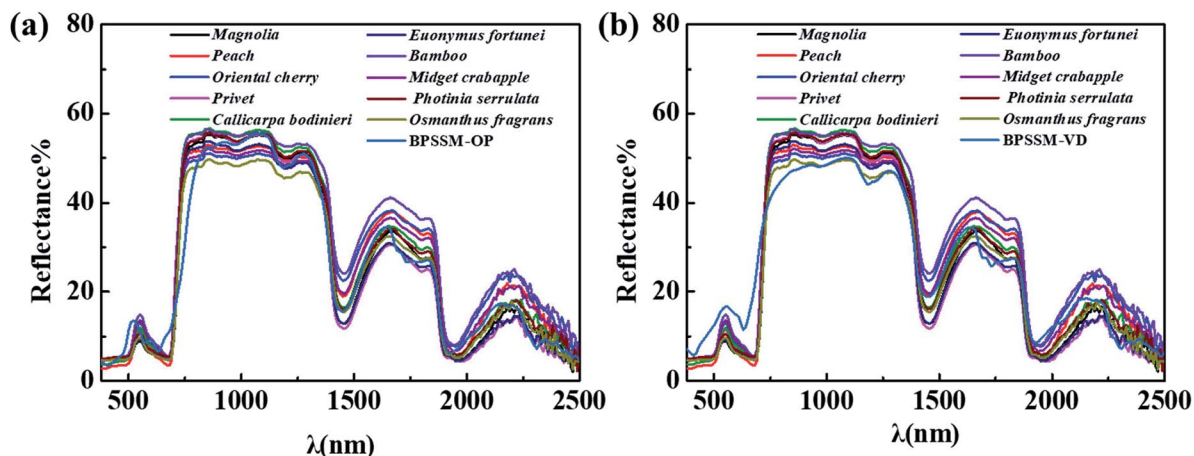 (a)
Reflectance%
80
60
40
20
0
Magnolia
Peach
Oriental cherry
Privet
Callicarpa bodinieri
Euonymus fortunei
Bamboo
Midget crabapple
Photinia serrulata
Osmanthus fragrans
BPSSM-OP
500 1000 1500 2000 2500
λ(nm)
(b)
Reflectance%
80
60
40
20
0
Magnolia
Peach
Oriental cherry
Privet
Callicarpa bodinieri
Euonymus fortunei
Bamboo
Midget crabapple
Photinia serrulata
Osmanthus fragrans
BPSSM-VD
500 1000 1500 2000 2500
λ(nm)